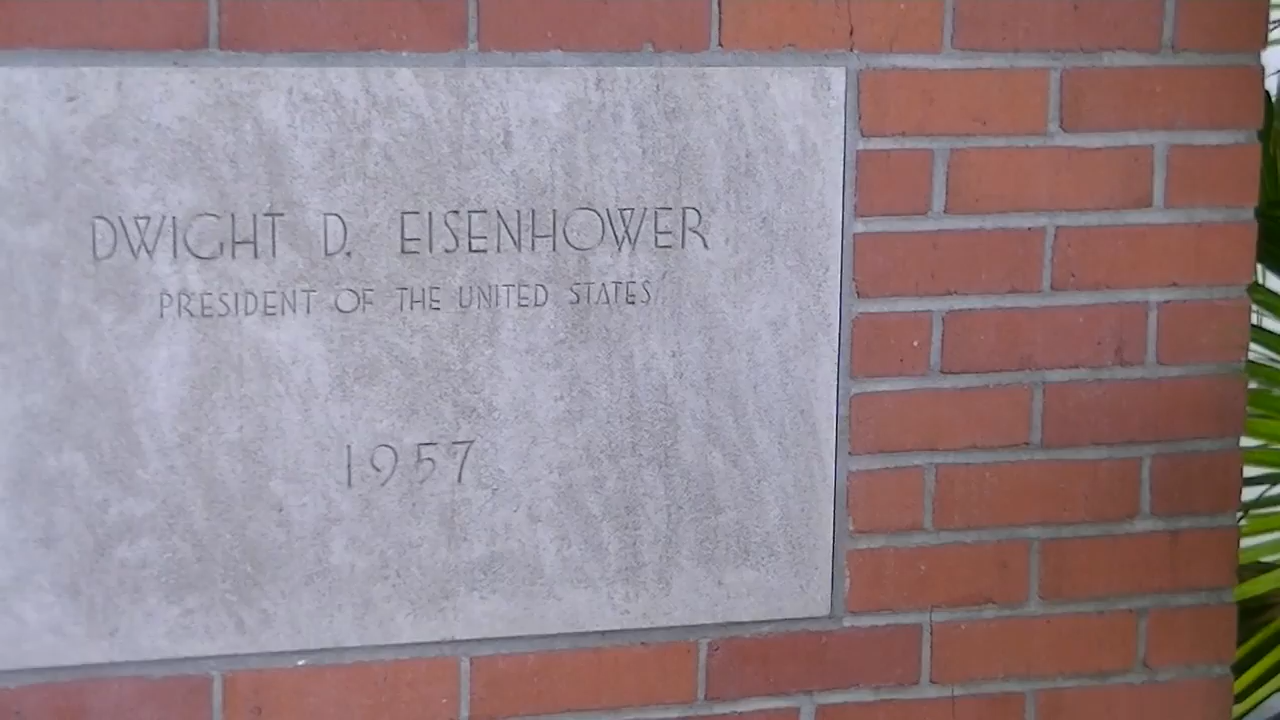 DWIGHT D. EISENHOWER
PRESIDENT OF THE UNITED STATES
1957